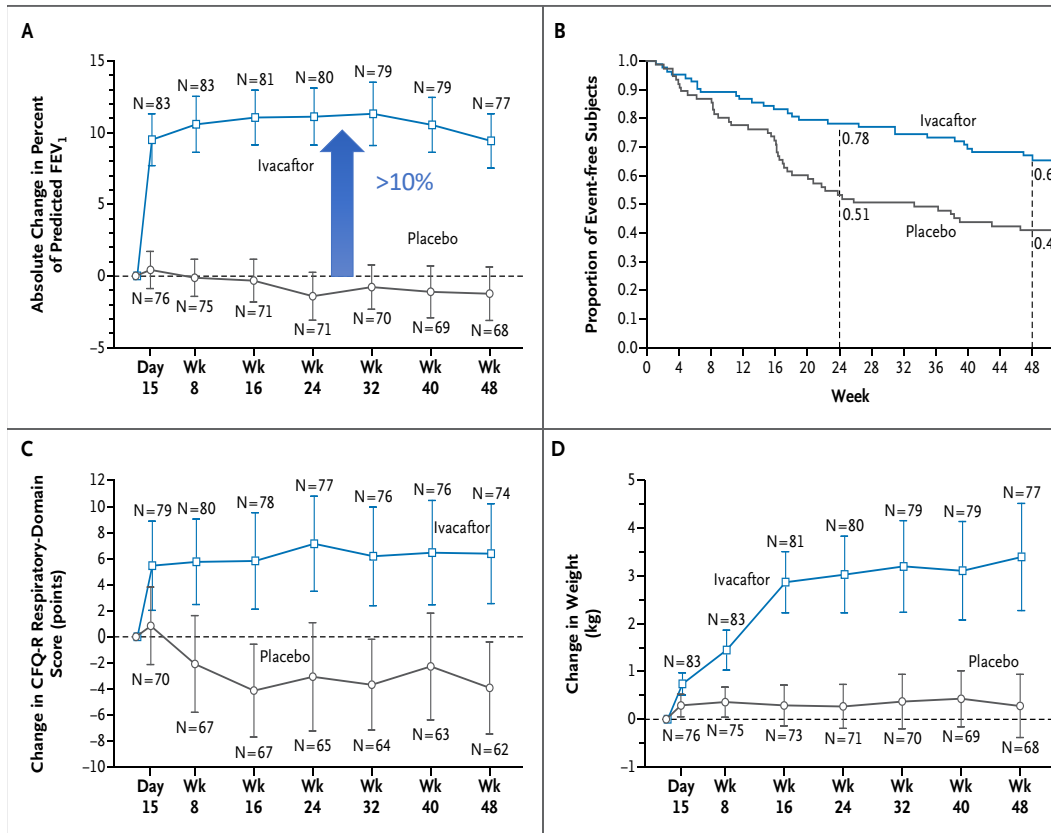 A
Absolute Change in Percent
of Predicted FEV1
15
10
5
0
−5
N=83
N=83
N=81
N=80
N=79
N=79
N=77
Ivacaftor
>10%
Placebo
N=76
N=75
N=71
N=71
N=70
N=69
N=68
Day
15
Wk
8
Wk
16
Wk
24
Wk
32
Wk
40
Wk
48
B
Proportion of Event-free Subjects
1.0
0.9
0.8
0.7
0.6
0.5
0.4
0.3
0.2
0.1
0.0
Ivacaftor
0.78
0.6
0.51
Placebo
0.4
0 4 8 12 16 20 24 28 32 36 40 44 48
Week
C
Change in CFQ-R Respiratory-Domain
Score (points)
12
10
8
6
4
2
0
−2
−4
−6
−8
−10
N=79
N=80
N=78
N=77
N=76
N=76
N=74
Ivacaftor
Placebo
N=70
N=67
N=67
N=65
N=64
N=63
N=62
Day
15
Wk
8
Wk
16
Wk
24
Wk
32
Wk
40
Wk
48
D
Change in Weight
(kg)
5
4
3
2
1
0
−1
N=83
N=83
N=81
N=80
N=79
N=79
N=77
Ivacaftor
Placebo
N=76
N=75
N=73
N=71
N=70
N=69
N=68
Day
15
Wk
8
Wk
16
Wk
24
Wk
32
Wk
40
Wk
48